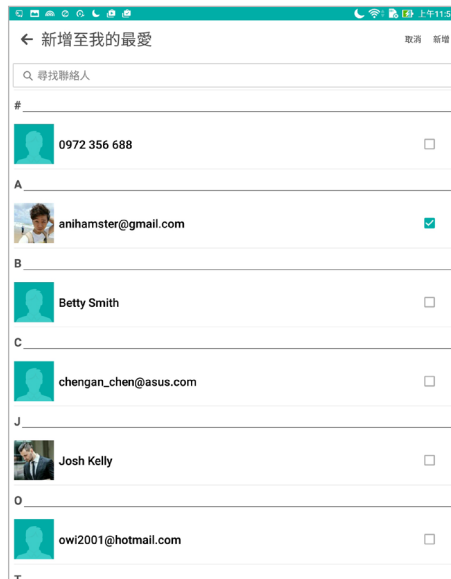 上午11:5
新增至我的最愛
取消 新增
尋找聯絡人
#
0972 356 688
A
anihamster@gmail.com
B
Betty Smith
C
chengan_chen@asus.com
J
Josh Kelly
O
owi2001@hotmail.com
T